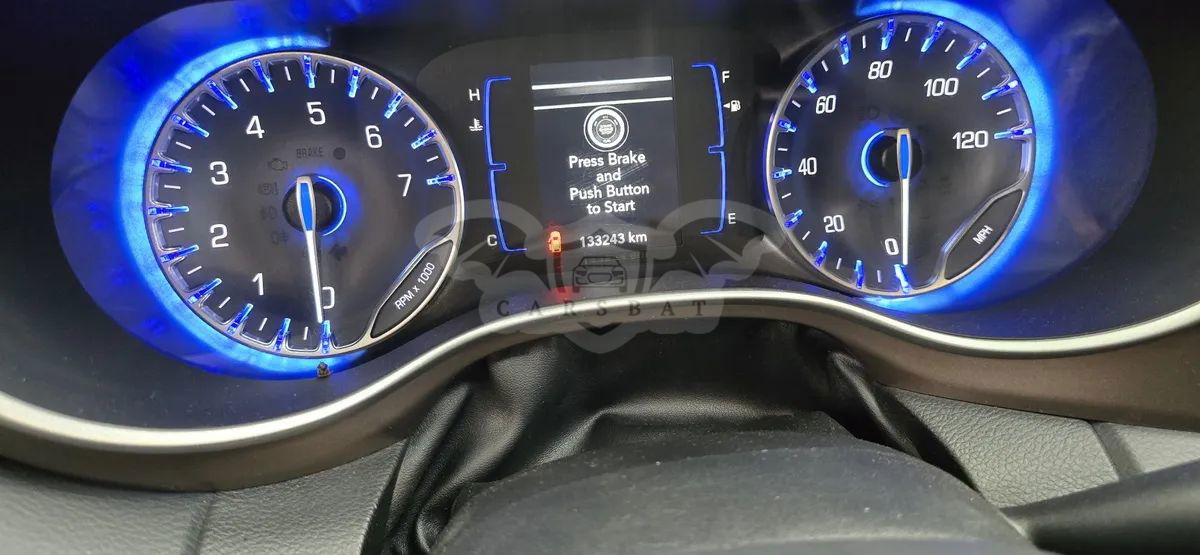 1
2
3
4
5
6
7
0
RPM x 1000
BRAKE
H
C
Press Brake
and
Push Button
to Start
133243 km
F
E
0
20
40
60
80
100
120
MPH
CARSBAT